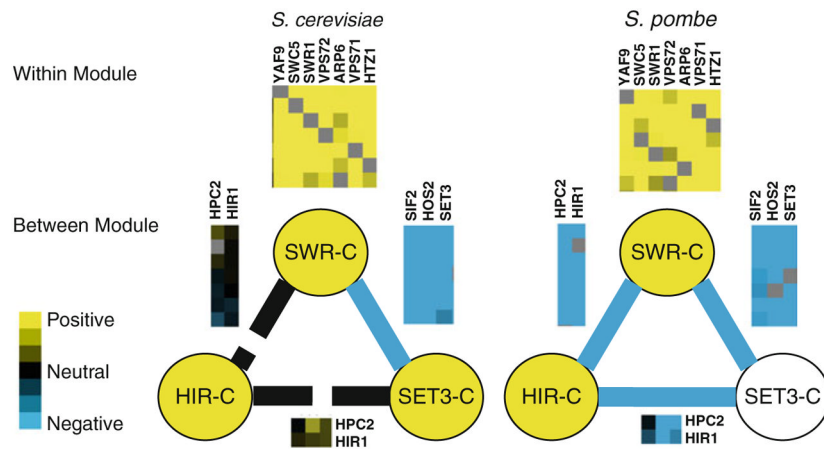 S. cerevisiae
S. pombe
Within Module
YAF9
SWC5
SWR1
VPS72
ARP6
VPS71
HTZ1
YAF9
SWC5
SWR1
VPS72
ARP6
VPS71
HTZ1
Between Module
HPC2
HIR1
SIF2
HOS2
SET3
HPC2
HIR1
SIF2
HOS2
SET3
SWR-C
SWR-C
Positive
Neutral
Negative
HIR-C
SET3-C
HIR-C
SET3-C
HPC2
HIR1
HPC2
HIR1